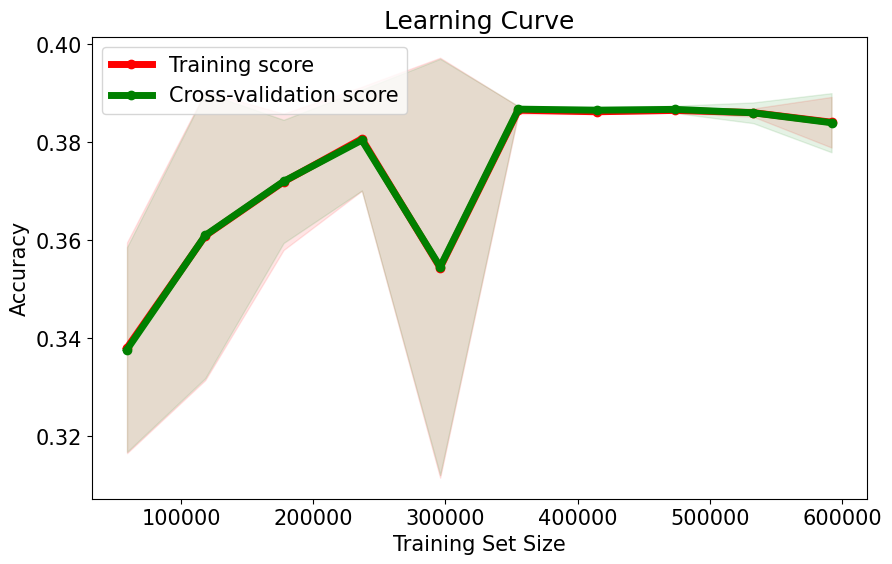 Learning Curve
Training score
Cross-validation score
0.40
0.38
0.36
0.34
0.32
Accuracy
100000 200000 300000 400000 500000 600000
Training Set Size